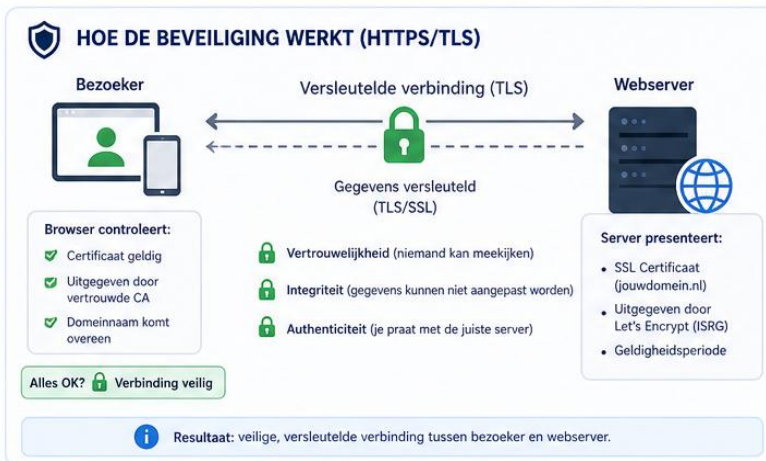 HOE DE BEVEILIGING WERKT (HTTPS/TLS)
Bezoeker
Versleutelde verbinding (TLS)
Webserver
Gegevens versleuteld
(TLS/SSL)
Browser controleert:
Certificaat geldig
Uitgegeven door
vertrouwde CA
Domeinnaam komt
overeen
Vertrouwelijkheid (niemand kan meekijken)
Integriteit (gegevens kunnen niet aangepast worden)
Authenticiteit (je praat met de juiste server)
Server presenteert:
• SSL Certificaat
(jouwdomein.nl)
• Uitgegeven door
Let's Encrypt (ISRG)
• Geldigheidsperiode
Alles OK? Verbinding veilig
Resultaat: veilige, versleutelde verbinding tussen bezoeker en webserver.